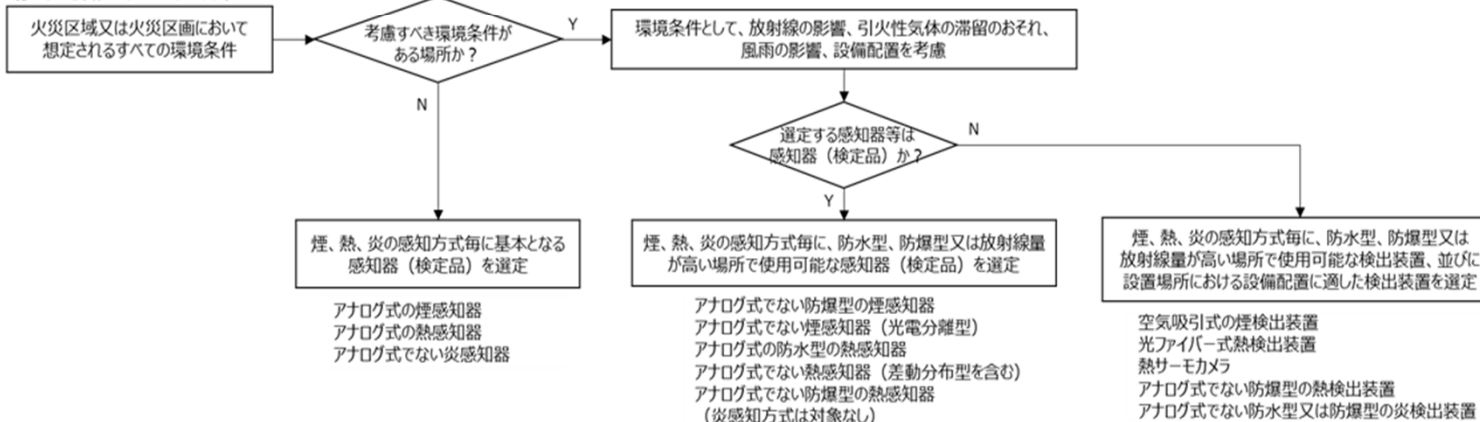 火災区域又は火災区画において
想定されるすべての環境条件
考慮すべき環境条件が
ある場所か？
Y
環境条件として、放射線の影響、引火性気体の滞留のおそれ、
風雨の影響、設備配置を考慮
N
選定する感知器等は
感知器（検定品）か？
N
Y
煙、熱、炎の感知方式毎に基本となる
感知器（検定品）を選定
アナログ式の煙感知器
アナログ式の熱感知器
アナログ式でない炎感知器
煙、熱、炎の感知方式毎に、防水型、防爆型又は放射線量
が高い場所で使用可能な感知器（検定品）を選定
アナログ式でない防爆型の煙感知器
アナログ式でない煙感知器（光電分離型）
アナログ式の防水型の熱感知器
アナログ式でない熱感知器（差動分布型を含む）
アナログ式でない防爆型の熱感知器
（炎感知方式は対象なし）
煙、熱、炎の感知方式毎に、防水型、防爆型又は
放射線量が高い場所で使用可能な検出装置、並びに
設置場所における設備配置に適した検出装置を選定
空気吸引式の煙検出装置
光ファイバー式熱検出装置
熱サーモカメラ
アナログ式でない防爆型の熱検出装置
アナログ式でない防水型又は防爆型の炎検出装置